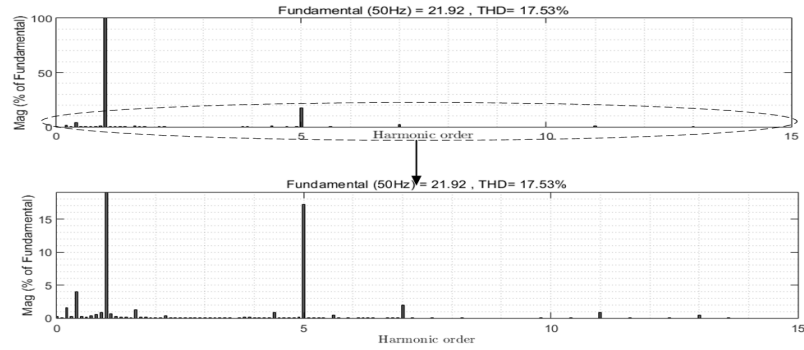 Fundamental (50Hz) = 21.92 , THD= 17.53%
Mag (% of Fundamental)
100
50
0
0
5
10
15
Harmonic order
Fundamental (50Hz) = 21.92 , THD= 17.53%
Mag (% of Fundamental)
15
10
5
0
0
5
10
15
Harmonic order